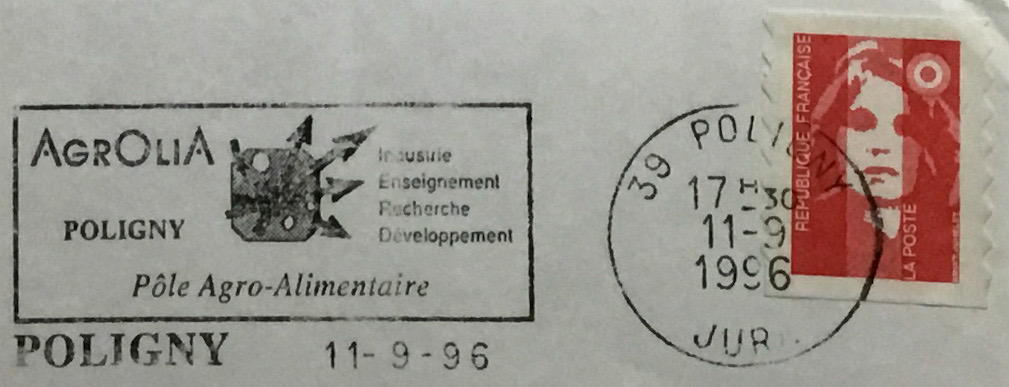 AGROLIA
POLIGNY
Industrie
Enseignement
Recherche
Développement
Pôle Agro-Alimentaire
POLIGNY 11-9-96
39 POLIGNY
17 H 30
11-9
1996
JURA
RÉPUBLIQUE FRANÇAISE
LA POSTE